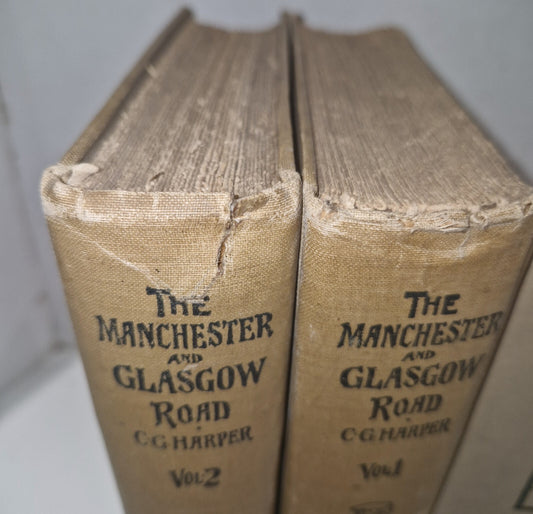 THE
MANCHESTER
AND
GLASGOW
ROAD
C·G·HARPER
VOL·2
THE
MANCHESTER
AND
GLASGOW
ROAD
C·G·HARPER
VOL·1